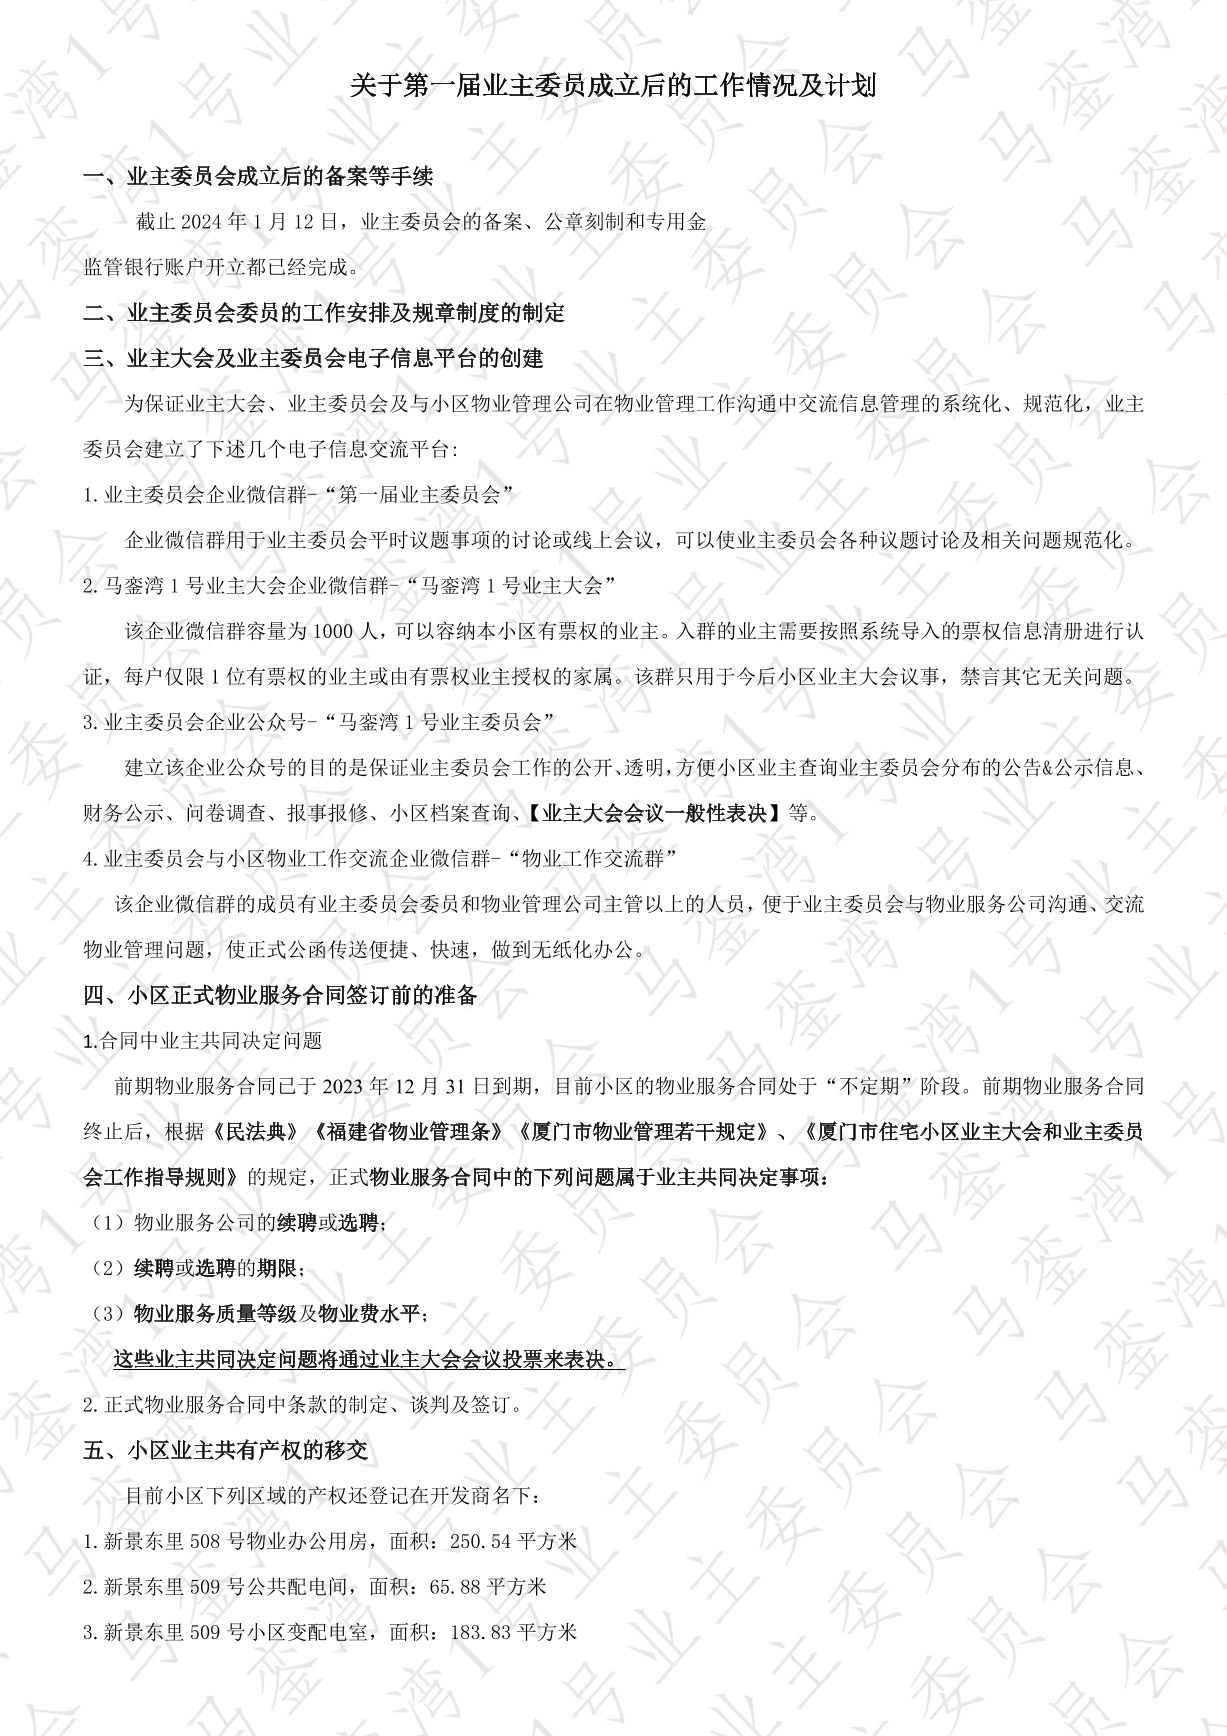 关于第一届业主委员成立后的工作情况及计划
一、业主委员会成立后的备案等手续
截止 2024 年 1 月 12 日，业主委员会的备案、公章刻制和专用金
监管银行账户开立都已经完成。
二、业主委员会委员的工作安排及规章制度的制定
三、业主大会及业主委员会电子信息平台的创建
为保证业主大会、业主委员会及与小区物业管理公司在物业管理工作沟通中交流信息管理的系统化、规范化，业主
委员会建立了下述几个电子信息交流平台:
1.业主委员会企业微信群-“第一届业主委员会”
企业微信群用于业主委员会平时议题事项的讨论或线上会议，可以使业主委员会各种议题讨论及相关问题规范化。
2.马銮湾 1 号业主大会企业微信群-“马銮湾 1 号业主大会”
该企业微信群容量为 1000 人，可以容纳本小区有票权的业主。入群的业主需要按照系统导入的票权信息清册进行认
证，每户仅限 1 位有票权的业主或由有票权业主授权的家属。该群只用于今后小区业主大会议事，禁言其它无关问题。
3.业主委员会企业公众号-“马銮湾 1 号业主委员会”
建立该企业公众号的目的是保证业主委员会工作的公开、透明，方便小区业主查询业主委员会分布的公告&公示信息、
财务公示、问卷调查、报事报修、小区档案查询、【业主大会会议一般性表决】等。
4.业主委员会与小区物业工作交流企业微信群-“物业工作交流群”
该企业微信群的成员有业主委员会委员和物业管理公司主管以上的人员，便于业主委员会与物业服务公司沟通、交流
物业管理问题，使正式公函传送便捷、快速，做到无纸化办公。
四、小区正式物业服务合同签订前的准备
1.合同中业主共同决定问题
前期物业服务合同已于 2023 年 12 月 31 日到期，目前小区的物业服务合同处于“不定期”阶段。前期物业服务合同
终止后，根据《民法典》《福建省物业管理条》《厦门市物业管理若干规定》、《厦门市住宅小区业主大会和业主委员
会工作指导规则》的规定，正式物业服务合同中的下列问题属于业主共同决定事项：
（1）物业服务公司的续聘或选聘；
（2）续聘或选聘的期限；
（3）物业服务质量等级及物业费水平；
这些业主共同决定问题将通过业主大会会议投票来表决。
2.正式物业服务合同中条款的制定、谈判及签订。
五、小区业主共有产权的移交
目前小区下列区域的产权还登记在开发商名下：
1.新景东里 508 号物业办公用房，面积：250.54 平方米
2.新景东里 509 号公共配电间，面积：65.88 平方米
3.新景东里 509 号小区变配电室，面积：183.83 平方米